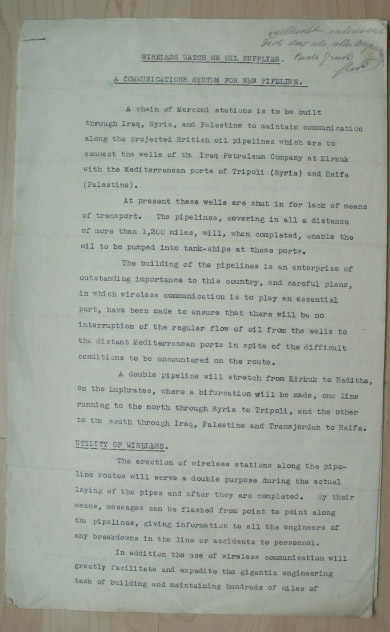 WIRELESS WATCH ON OIL SUPPLIES.
A COMMUNICATIONS SYSTEM FOR NEW PIPELINE.
A chain of Marconi stations is to be built
through Iraq, Syria, and Palestine to maintain communication
along the projected British oil pipelines which are to
connect the wells of the Iraq Petroleum Company at Kirkuk
with the Mediterranean ports of Tripoli (Syria) and Haifa
(Palestine).
At present these wells are shut in for lack of means
of transport. The pipelines, covering in all a distance
of more than 1,200 miles, will, when completed, enable the
oil to be pumped into tank-ships at these ports.
The building of the pipelines is an enterprise of
outstanding importance to this country, and careful plans,
in which wireless communication is to play an essential
part, have been made to ensure that there will be no
interruption of the regular flow of oil from the wells to
the distant Mediterranean ports in spite of the difficult
conditions to be encountered on the route.
A double pipeline will stretch from Kirkuk to Haditha,
on the Euphrates, where a bifurcation will be made, one line
running to the north through Syria to Tripoli, and the other
to the south through Iraq, Palestine and Transjordan to Haifa.
UTILITY OF WIRELESS.
The erection of wireless stations along the pipe-
line routes will serve a double purpose during the actual
laying of the pipes and after they are completed. By their
means, messages can be flashed from point to point along
the pipelines, giving information to all the engineers of
any breakdowns in the line or accidents to personnel.
In addition the use of wireless communication will
greatly facilitate and expedite the gigantic engineering
task of building and maintaining hundreds of miles of